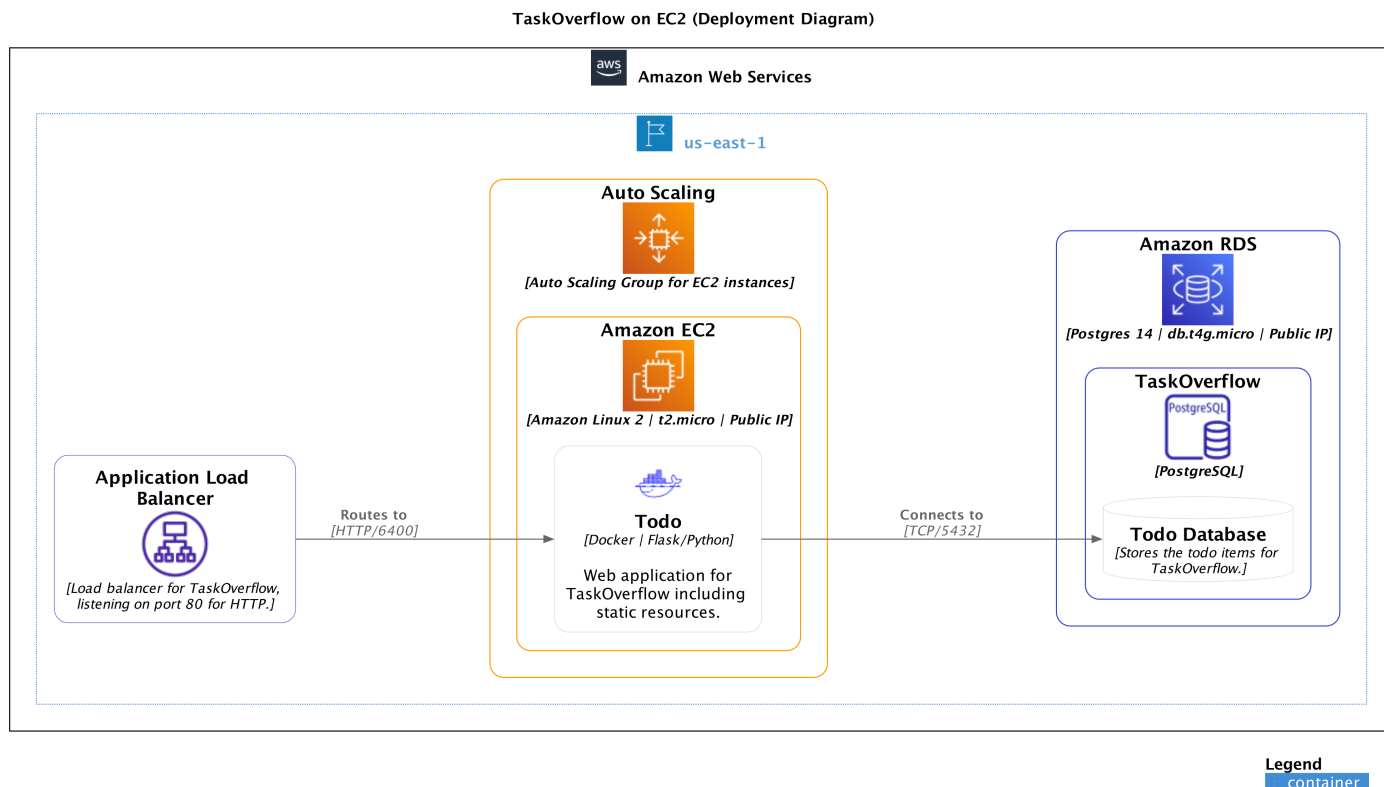 TaskOverflow on EC2 (Deployment Diagram)
aws
Amazon Web Services
us-east-1
Auto Scaling
[Auto Scaling Group for EC2 instances]
Amazon EC2
[Amazon Linux 2 | t2.micro | Public IP]
Todo
[Docker | Flask/Python]
Web application for
TaskOverflow including
static resources.
Application Load
Balancer
[Load balancer for TaskOverflow,
listening on port 80 for HTTP.]
Routes to
[HTTP/6400]
Connects to
[TCP/5432]
Amazon RDS
[Postgres 14 | db.t4g.micro | Public IP]
TaskOverflow
PostgreSQL
[PostgreSQL]
Todo Database
[Stores the todo items for
TaskOverflow.]
Legend
container